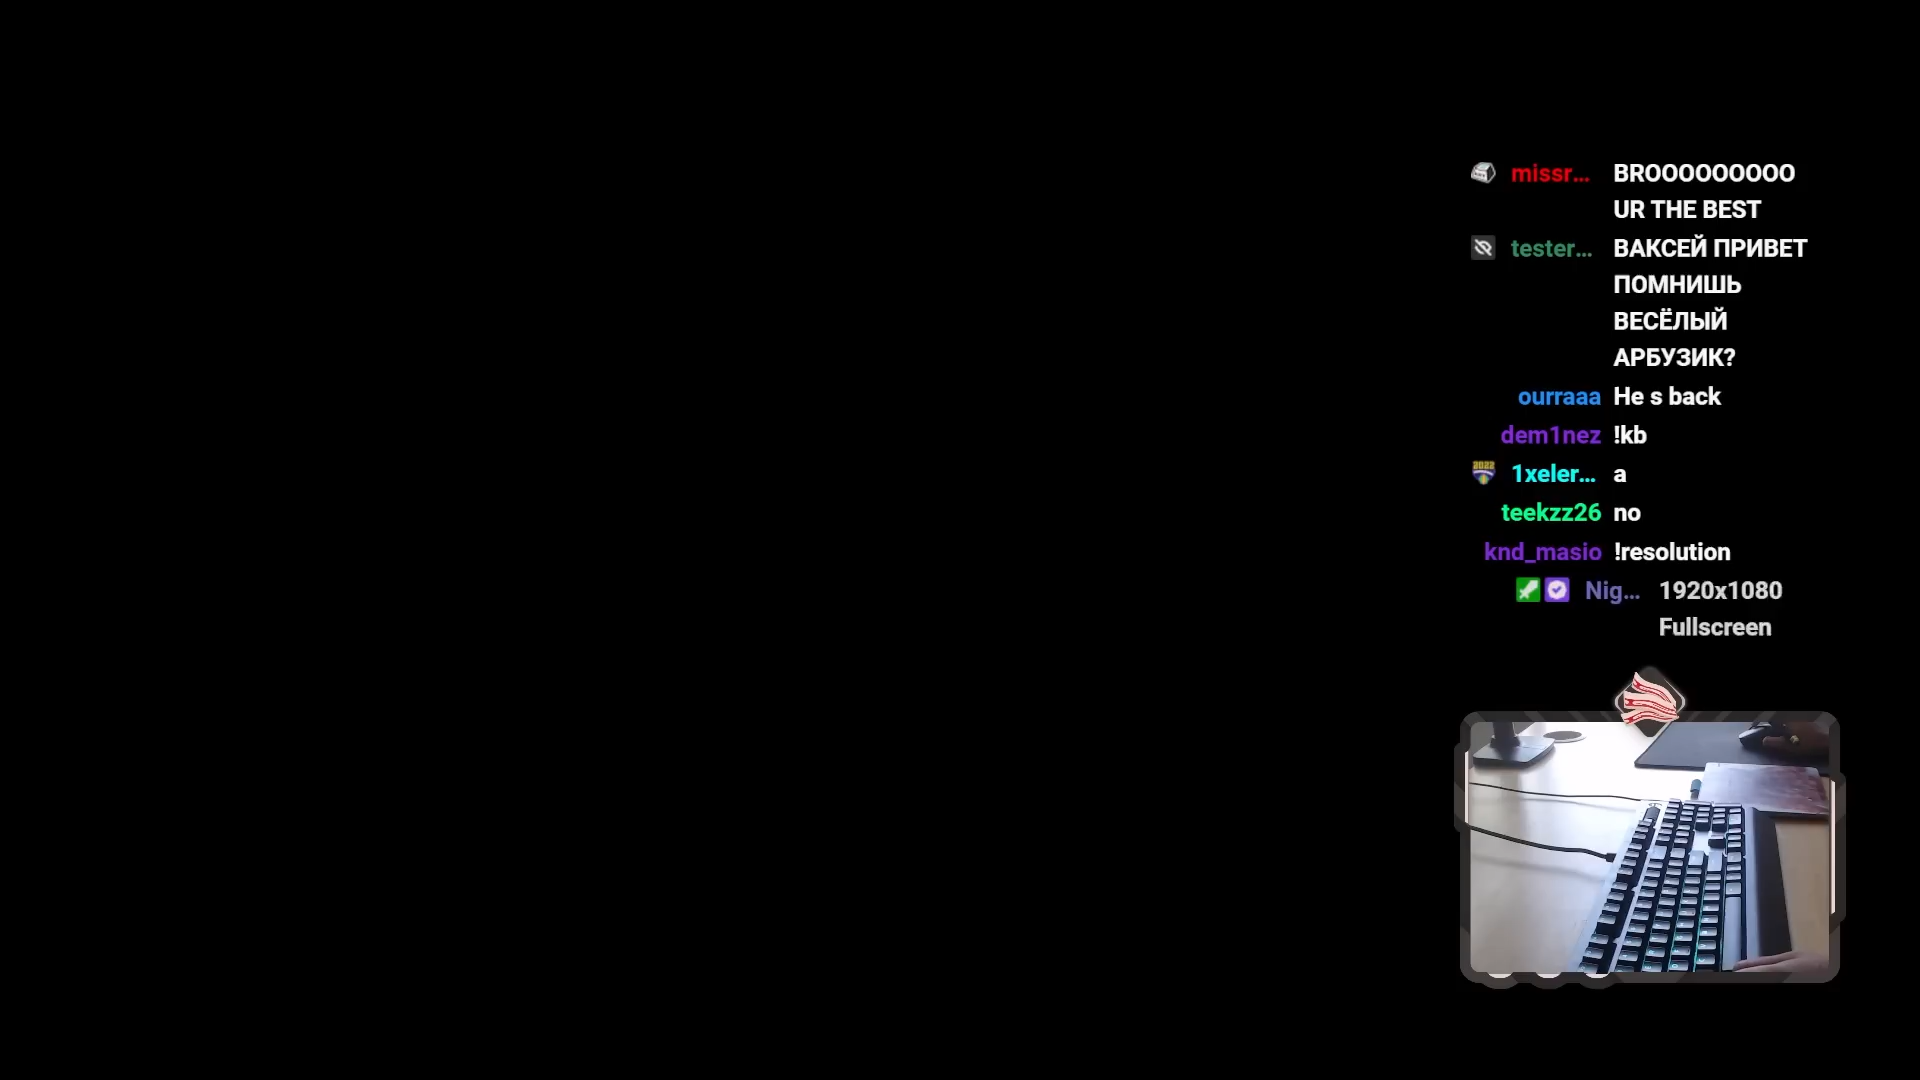 missr... BROOOOOOOOO
UR THE BEST
tester... ВАКСЕЙ ПРИВЕТ
ПОМНИШЬ
ВЕСЁЛЫЙ
АРБУЗИК?
ourraaa He s back
dem1nez !kb
2022 1xeler... a
teekzz26 no
knd_masio !resolution
Nig... 1920x1080
Fullscreen